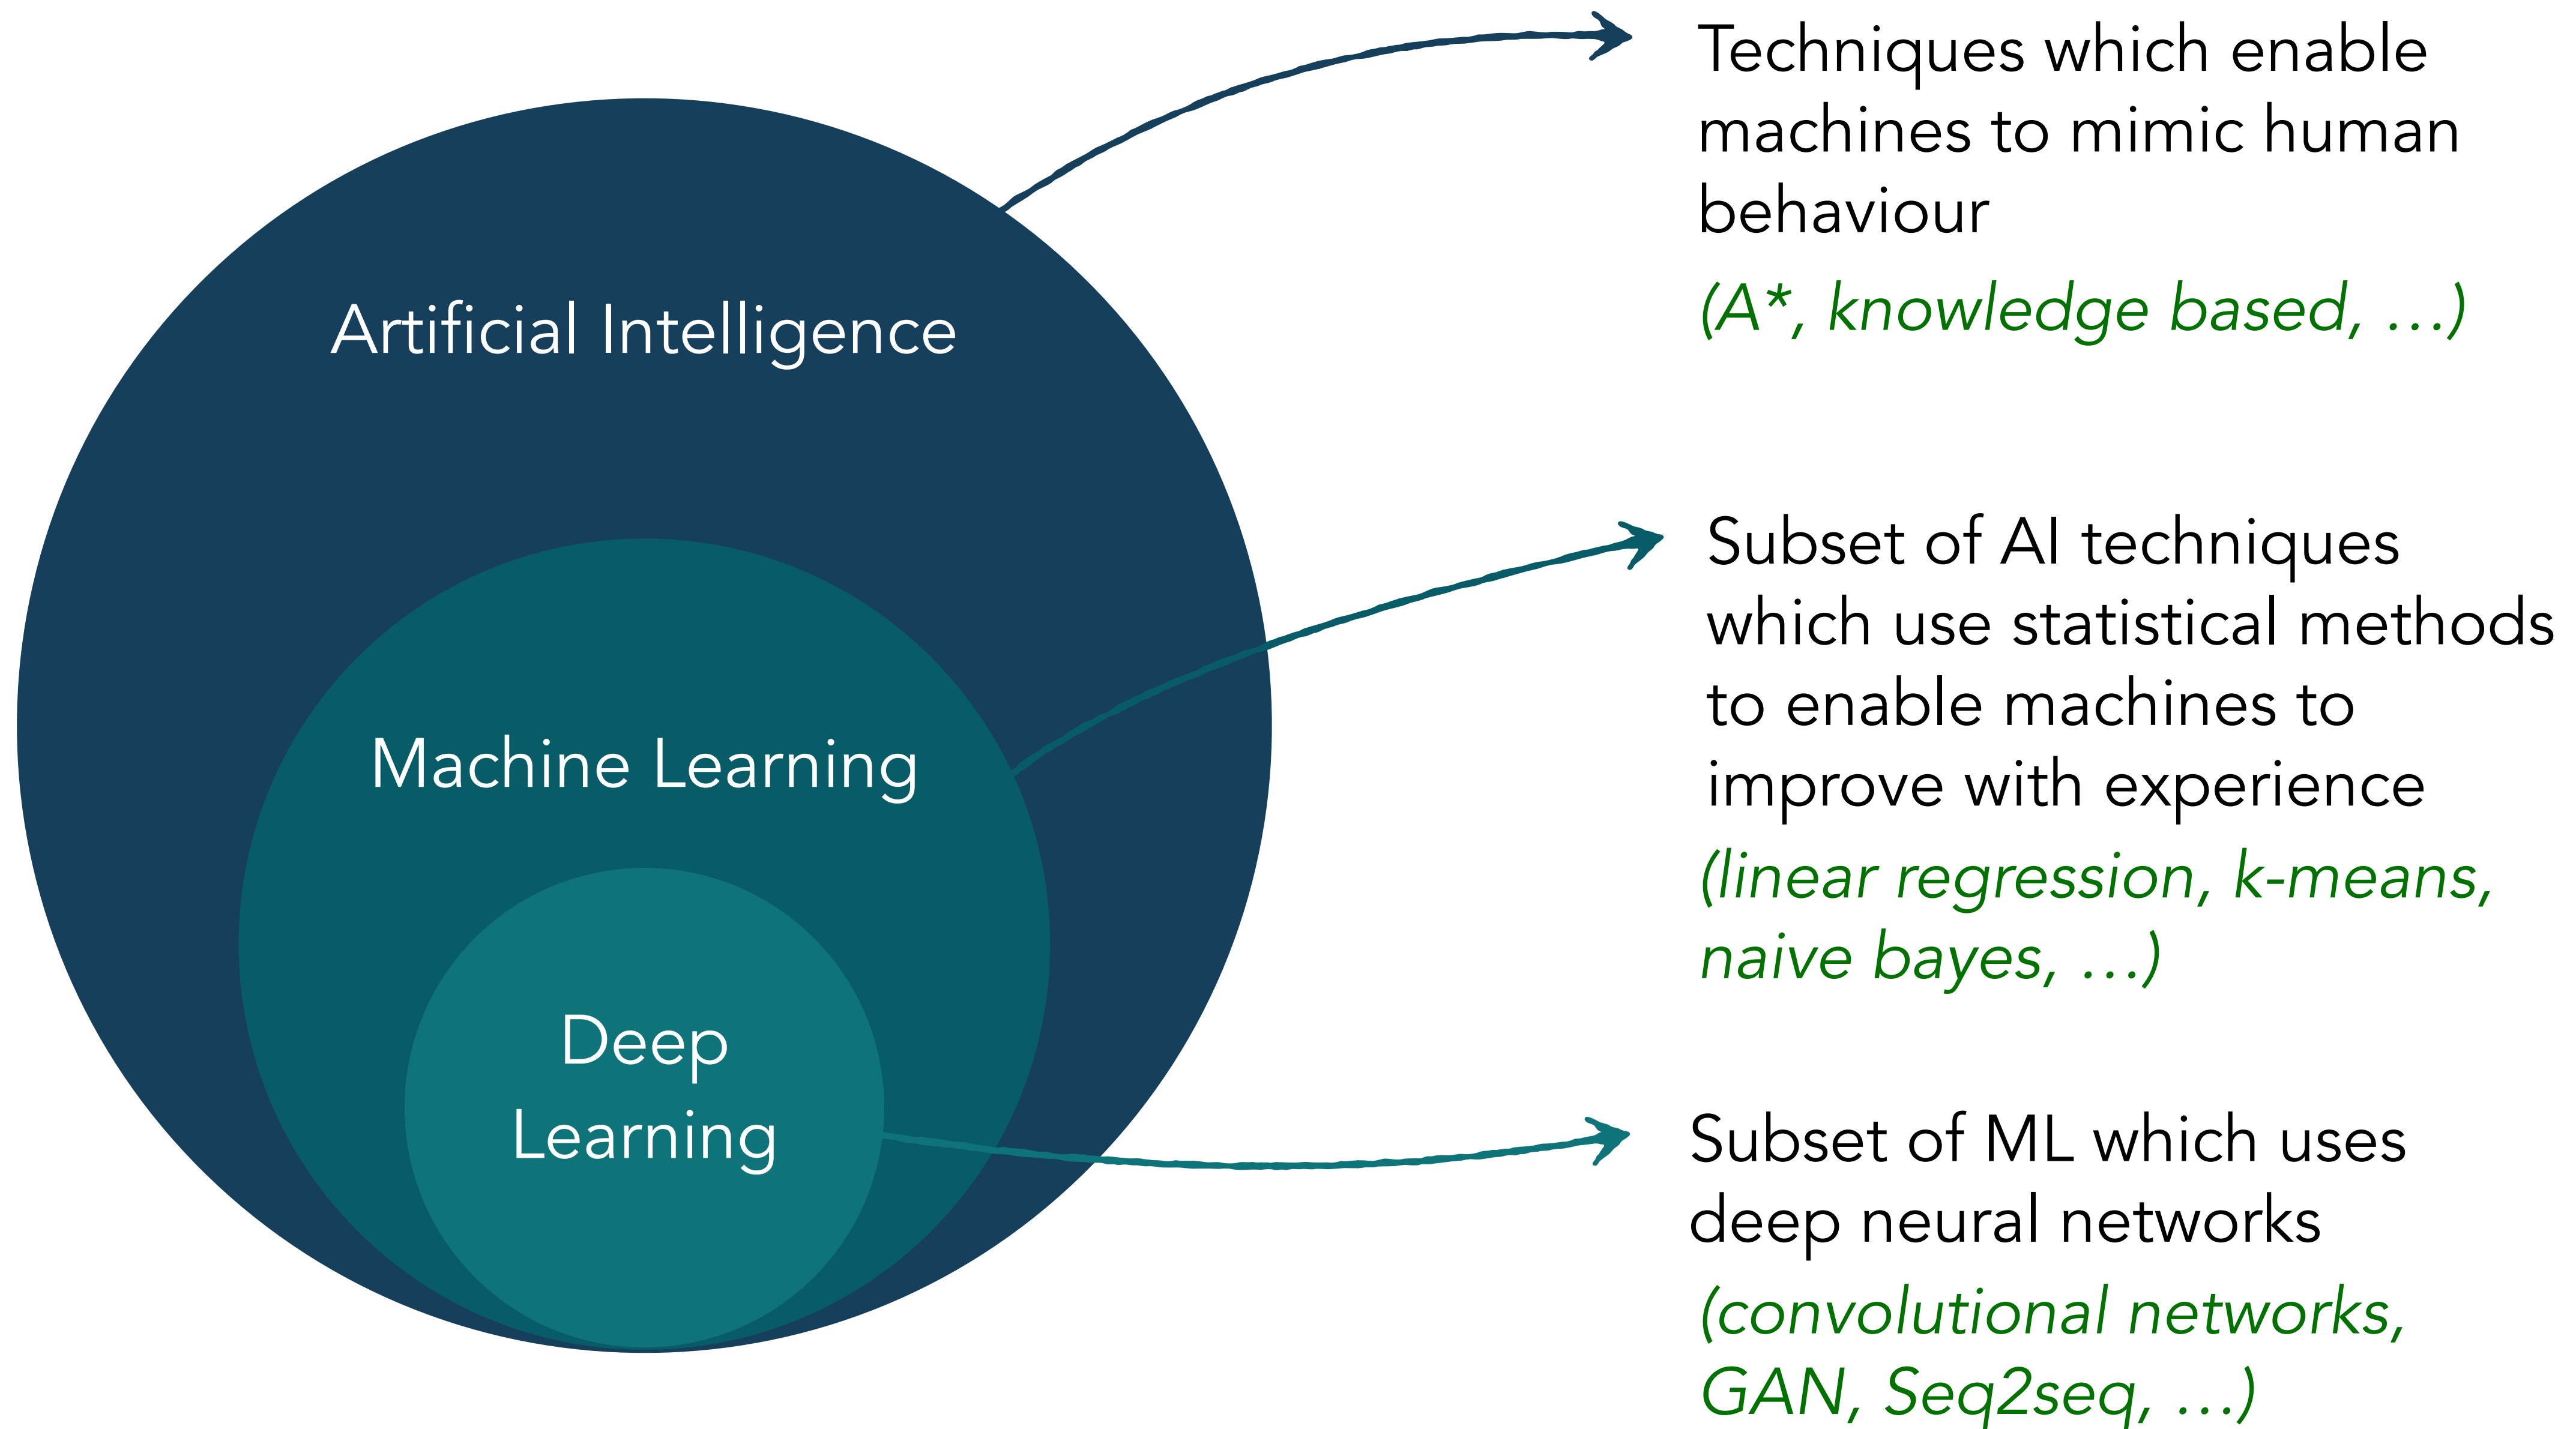 Artificial Intelligence
Machine Learning
Deep
Learning
Techniques which enable
machines to mimic human
behaviour
(A*, knowledge based, …)
Subset of AI techniques
which use statistical methods
to enable machines to
improve with experience
(linear regression, k-means,
naive bayes, …)
Subset of ML which uses
deep neural networks
(convolutional networks,
GAN, Seq2seq, …)